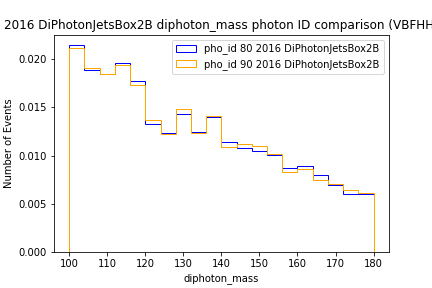 2016 DiPhotonJetsBox2B diphoton_mass photon ID comparison (VBFHH
pho_id 80 2016 DiPhotonJetsBox2B
pho_id 90 2016 DiPhotonJetsBox2B
Number of Events
0.020
0.015
0.010
0.005
0.000
100 110 120 130 140 150 160 170 180
diphoton_mass